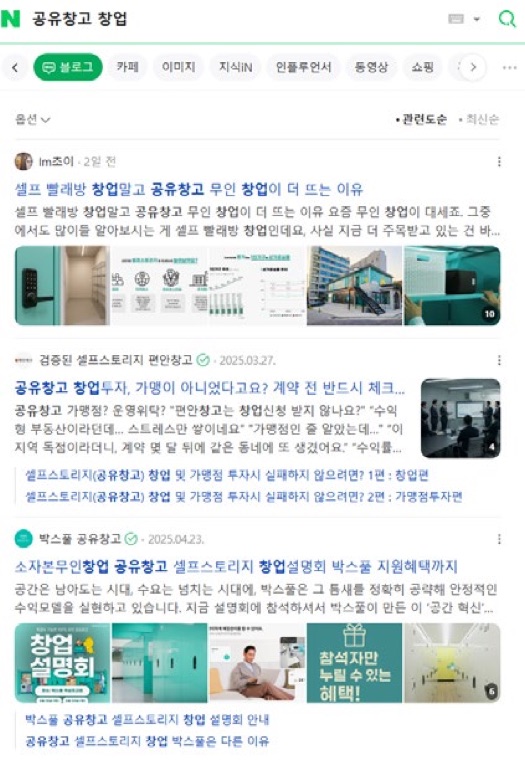 N 공유창고 창업
블로그 카페 이미지 지식iN 인플루언서 동영상 쇼핑
옵션 • 관련도순 • 최신순
Im조이 · 2일 전
셀프 빨래방 창업말고 공유창고 무인 창업이 더 뜨는 이유
셀프 빨래방 창업말고 공유창고 무인 창업이 더 뜨는 이유 요즘 무인 창업이 대세죠. 그중
에서도 많이들 알아보시는 게 셀프 빨래방 창업인데요, 사실 지금 더 주목받고 있는 건 바...
10
검증된 셀프스토리지 편안창고 · 2025.03.27.
공유창고 창업투자, 가맹이 아니었다고요? 계약 전 반드시 체크...
공유창고 가맹점? 운영위탁? "편안창고는 창업신청 받지 않나요?" "수익
형 부동산이라던데... 스트레스만 쌓이네요" "가맹점인 줄 알았는데..." "이
지역 독점이라더니, 계약 몇 달 뒤에 같은 동네에 또 생겼어요." "수익률...
4
셀프스토리지(공유창고) 창업 및 가맹점 투자시 실패하지 않으려면? 1편 : 창업편
셀프스토리지(공유창고) 창업 및 가맹점 투자시 실패하지 않으려면? 2편 : 가맹점투자편
박스풀 공유창고 · 2025.04.23.
소자본무인창업 공유창고 셀프스토리지 창업설명회 박스풀 지원혜택까지
공간은 남아도는 시대, 수요는 넘치는 시대에, 박스풀은 그 틈새를 정확히 공략해 안정적인
수익모델을 실현하고 있습니다. 지금 설명회에 참석하셔서 박스풀이 만든 이 '공간 혁신'...
창업
설명회
참석자만
누릴 수 있는
혜택!
6
박스풀 공유창고 셀프스토리지 창업 설명회 안내
공유창고 셀프스토리지 창업 박스풀은 다른 이유